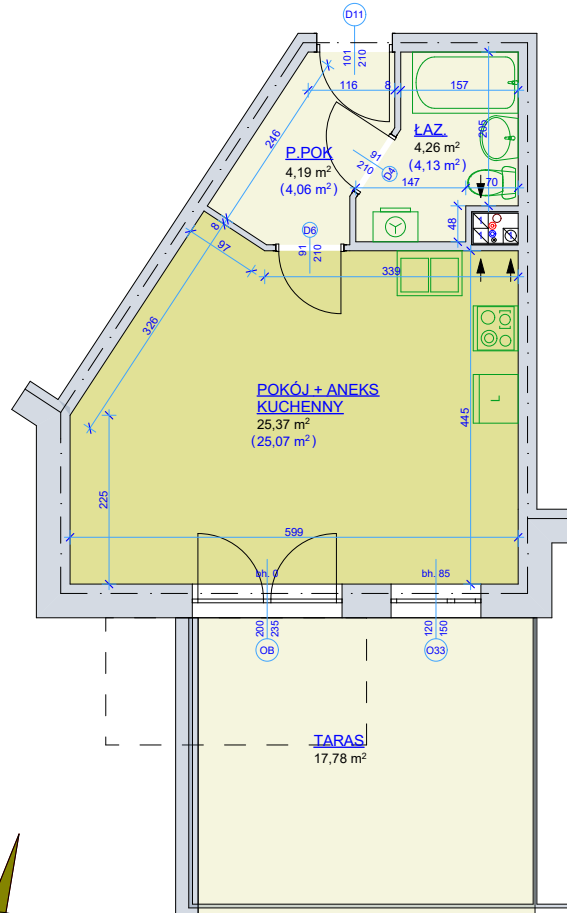 D11
101
210
116
8
157
246
205
ŁAZ.
4,26 m²
(4,13 m²)
P.POK
4,19 m²
(4,06 m²)
91
210
D4
147
70
48
8
97
D6
91
210
339
326
POKÓJ + ANEKS
KUCHENNY
25,37 m²
(25,07 m²)
L
445
225
599
bh. 0
bh. 85
200
235
OB
120
150
O33
TARAS
17,78 m²